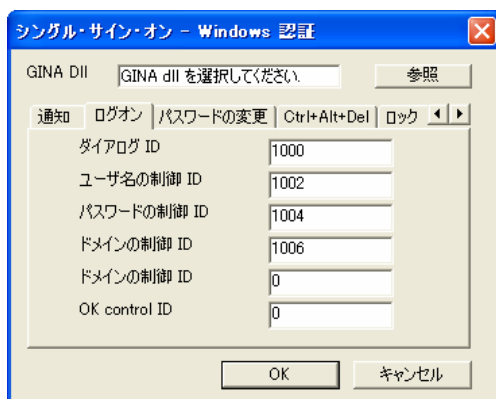 シングル・サイン・オン - Windows 認証
GINA Dll GINA dll を選択してください. 参照
通知 ログオン パスワードの変更 Ctrl+Alt+Del ロック
ダイアログ ID 1000
ユーザ名の制御 ID 1002
パスワードの制御 ID 1004
ドメインの制御 ID 1006
ドメインの制御 ID 0
OK control ID 0
OK キャンセル